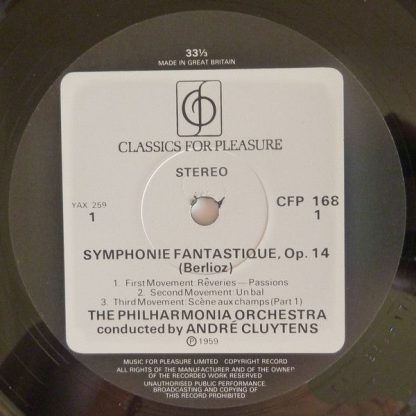 33⅓
MADE IN GREAT BRITAIN
CLASSICS FOR PLEASURE
STEREO
YAX 259
1
CFP 168
1
SYMPHONIE FANTASTIQUE, Op. 14
(Berlioz)
1. First Movement: Rêveries — Passions
2. Second Movement: Un bal
3. Third Movement: Scène aux champs (Part 1)
THE PHILHARMONIA ORCHESTRA
conducted by ANDRÉ CLUYTENS
Ⓟ 1959
MUSIC FOR PLEASURE LIMITED COPYRIGHT RECORD
ALL RIGHTS OF THE MANUFACTURER AND OF THE OWNER
OF THE RECORDED WORK RESERVED
UNAUTHORISED PUBLIC PERFORMANCE,
BROADCASTING AND COPYING OF
THIS RECORD PROHIBITED